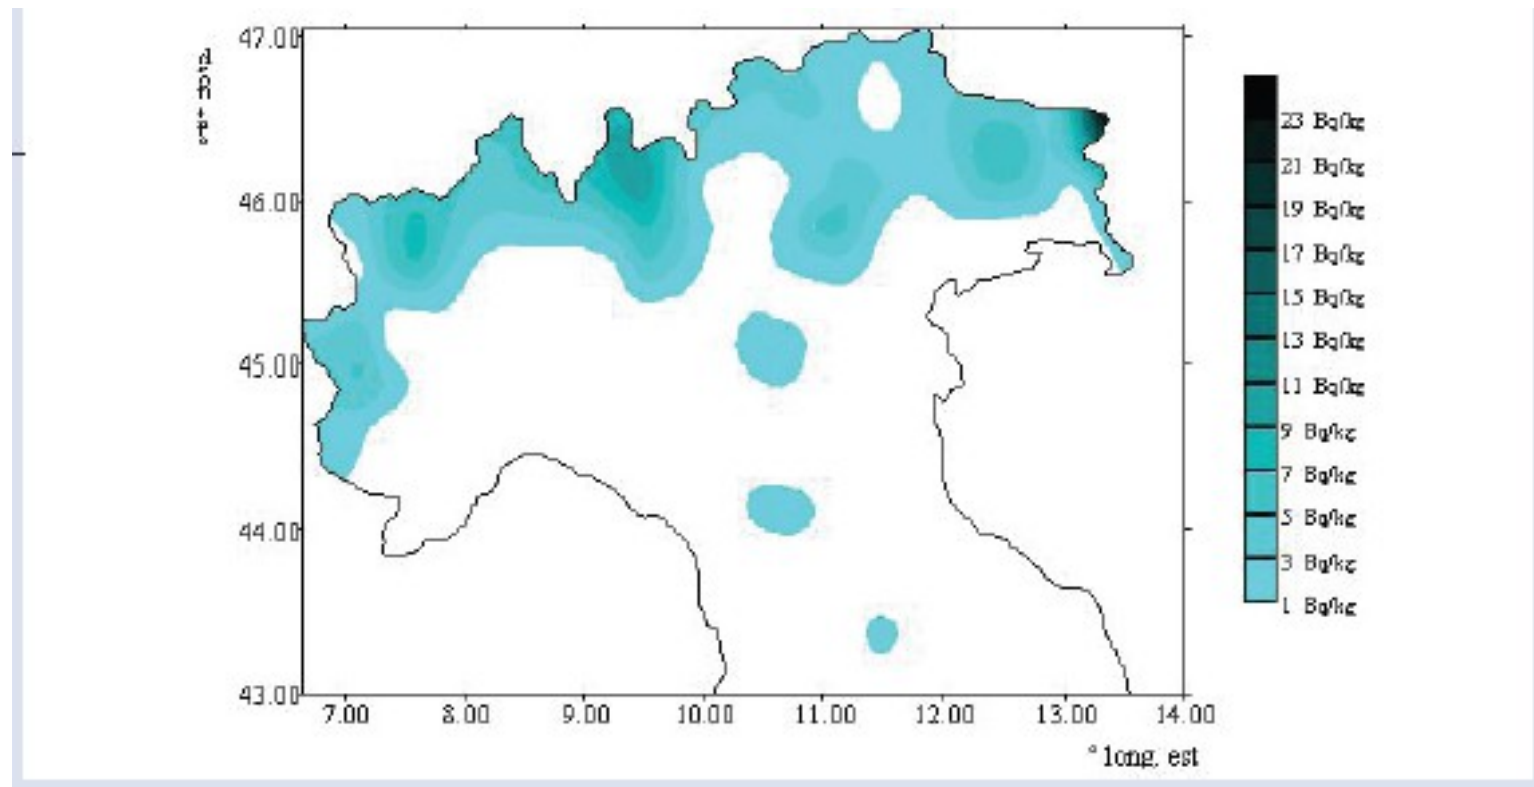 47.00
46.00
45.00
44.00
43.00
7.00 8.00 9.00 10.00 11.00 12.00 13.00 14.00
° long. est
23 Bq/kg
21 Bq/kg
19 Bq/kg
17 Bq/kg
15 Bq/kg
13 Bq/kg
11 Bq/kg
9 Bq/kg
7 Bq/kg
5 Bq/kg
3 Bq/kg
1 Bq/kg